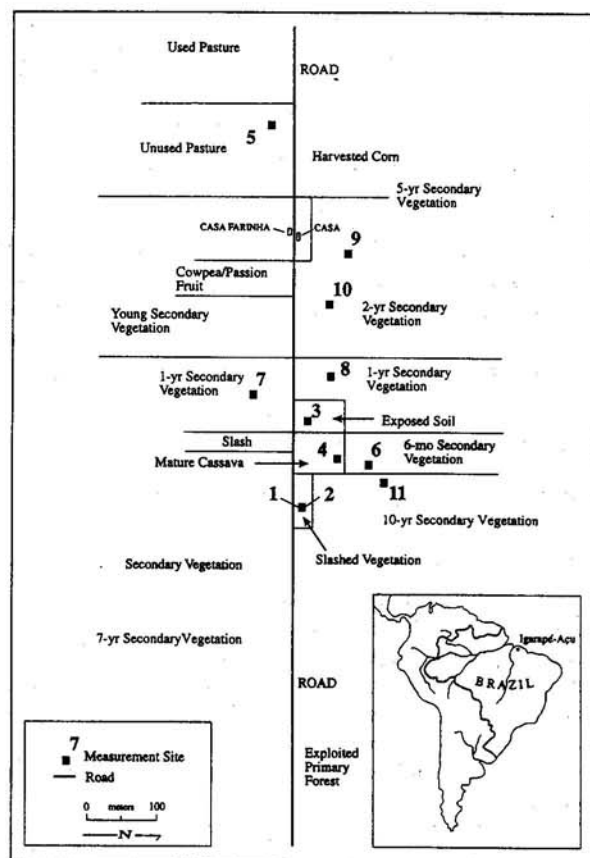 Used Pasture
ROAD
5
Unused Pasture
Harvested Corn
5-yr Secondary
Vegetation
CASA FARINHA
CASA
9
Cowpea/Passion
Fruit
10
Young Secondary
Vegetation
2-yr Secondary
Vegetation
1-yr Secondary
Vegetation
7
8
1-yr Secondary
Vegetation
3
Exposed Soil
Slash
4
6
6-mo Secondary
Vegetation
Mature Cassava
1
2
11
10-yr Secondary Vegetation
Slashed Vegetation
Secondary Vegetation
7-yr Secondary Vegetation
ROAD
Exploited
Primary
Forest
Igarapé-Açu
BRAZIL
7
Measurement Site
Road
0 meters 100
N